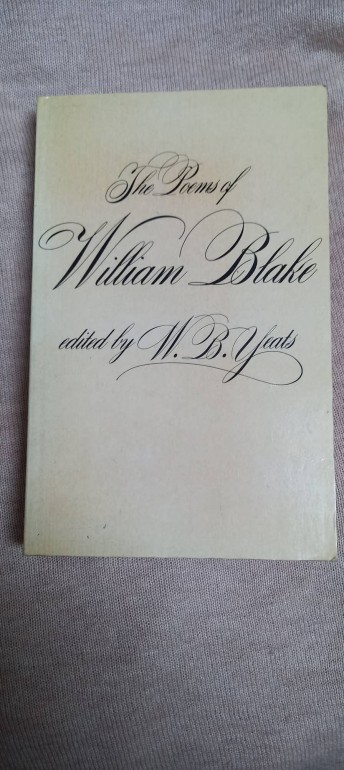 The Poems of
William Blake
edited by W. B. Yeats